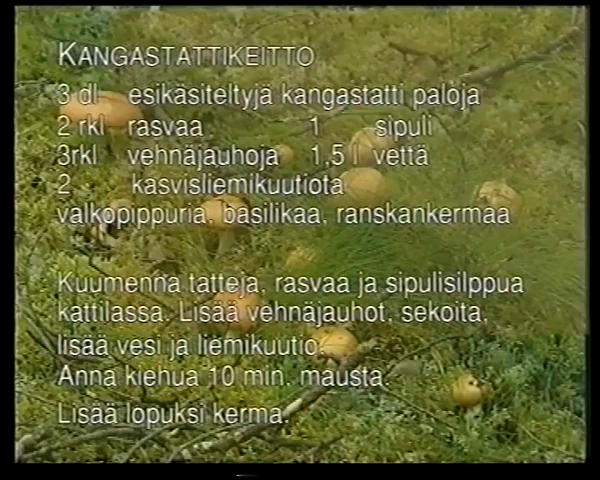 KANGASTATTIKEITTO
3 dl esikäsiteltyjä kangastatti paloja
2 rkl rasvaa 1 sipuli
3rkl vehnäjauhoja 1,5 l vettä
2 kasvisliemikuutiota
valkopippuria, basilikaa, ranskankermaa
Kuumenna tatteja, rasvaa ja sipulisilppua
kattilassa. Lisää vehnäjauhot, sekoita,
lisää vesi ja liemikuutio.
Anna kiehua 10 min. mausta.
Lisää lopuksi kerma.